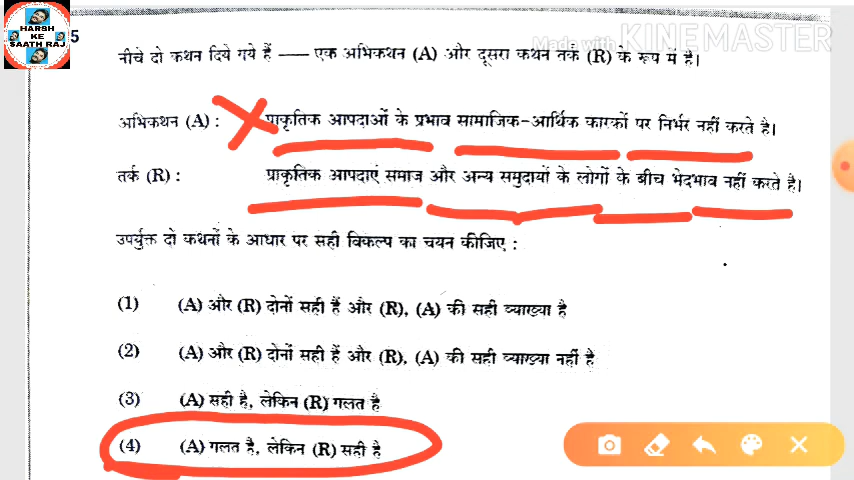 HARSH
KE
SAATH RAJ
5
Made with KINEMASTER
नीचे दो कथन दिये गये हैं — एक अभिकथन (A) और दूसरा कथन तर्क (R) के रूप में है।
अभिकथन (A) : प्राकृतिक आपदाओं के प्रभाव सामाजिक-आर्थिक कारकों पर निर्भर नहीं करते है।
तर्क (R) : प्राकृतिक आपदाएं समाज और अन्य समुदायों के लोगों के बीच भेदभाव नहीं करते है।
उपर्युक्त दो कथनों के आधार पर सही विकल्प का चयन कीजिए :
(1) (A) और (R) दोनों सही हैं और (R), (A) की सही व्याख्या है
(2) (A) और (R) दोनों सही हैं और (R), (A) की सही व्याख्या नहीं है
(3) (A) सही है, लेकिन (R) गलत है
(4) (A) गलत है, लेकिन (R) सही है